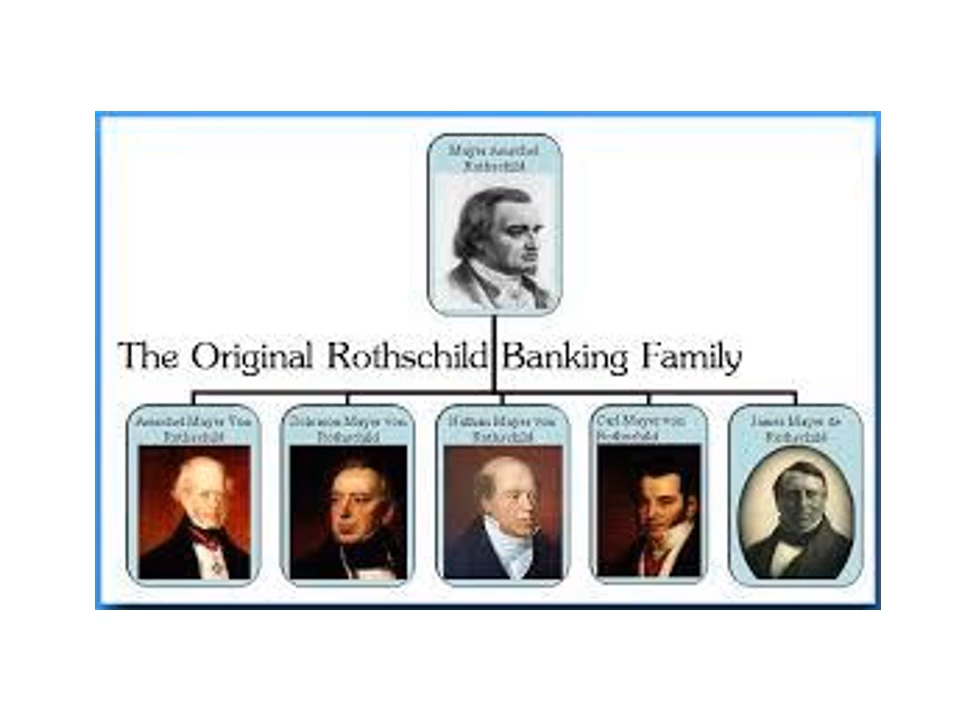 Mayer Amschel
Rothschild
The Original Rothschild Banking Family
Amschel Mayer Von
Rothschild
Solomon Mayer von
Rothschild
Nathan Mayer von
Rothschild
Carl Mayer von
Rothschild
James Mayer de
Rothschild